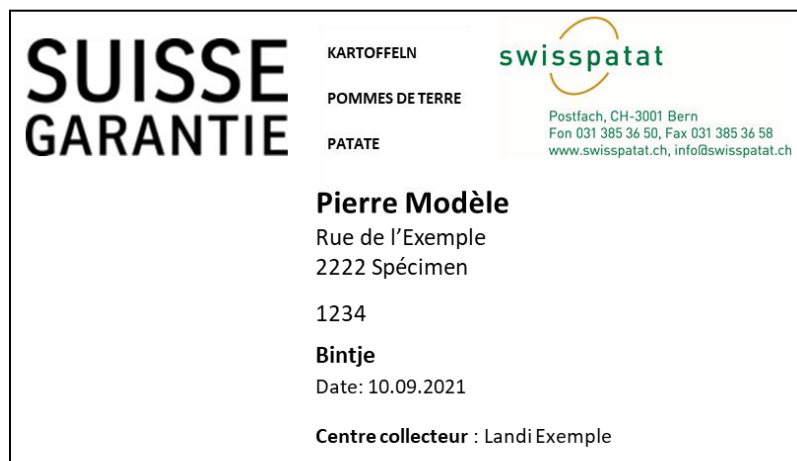 SUISSE
GARANTIE
KARTOFFELN
POMMES DE TERRE
PATATE
swisspatat
Postfach, CH-3001 Bern
Fon 031 385 36 50, Fax 031 385 36 58
www.swisspatat.ch, info@swisspatat.ch
Pierre Modèle
Rue de l’Exemple
2222 Spécimen
1234
Bintje
Date: 10.09.2021
Centre collecteur : Landi Exemple